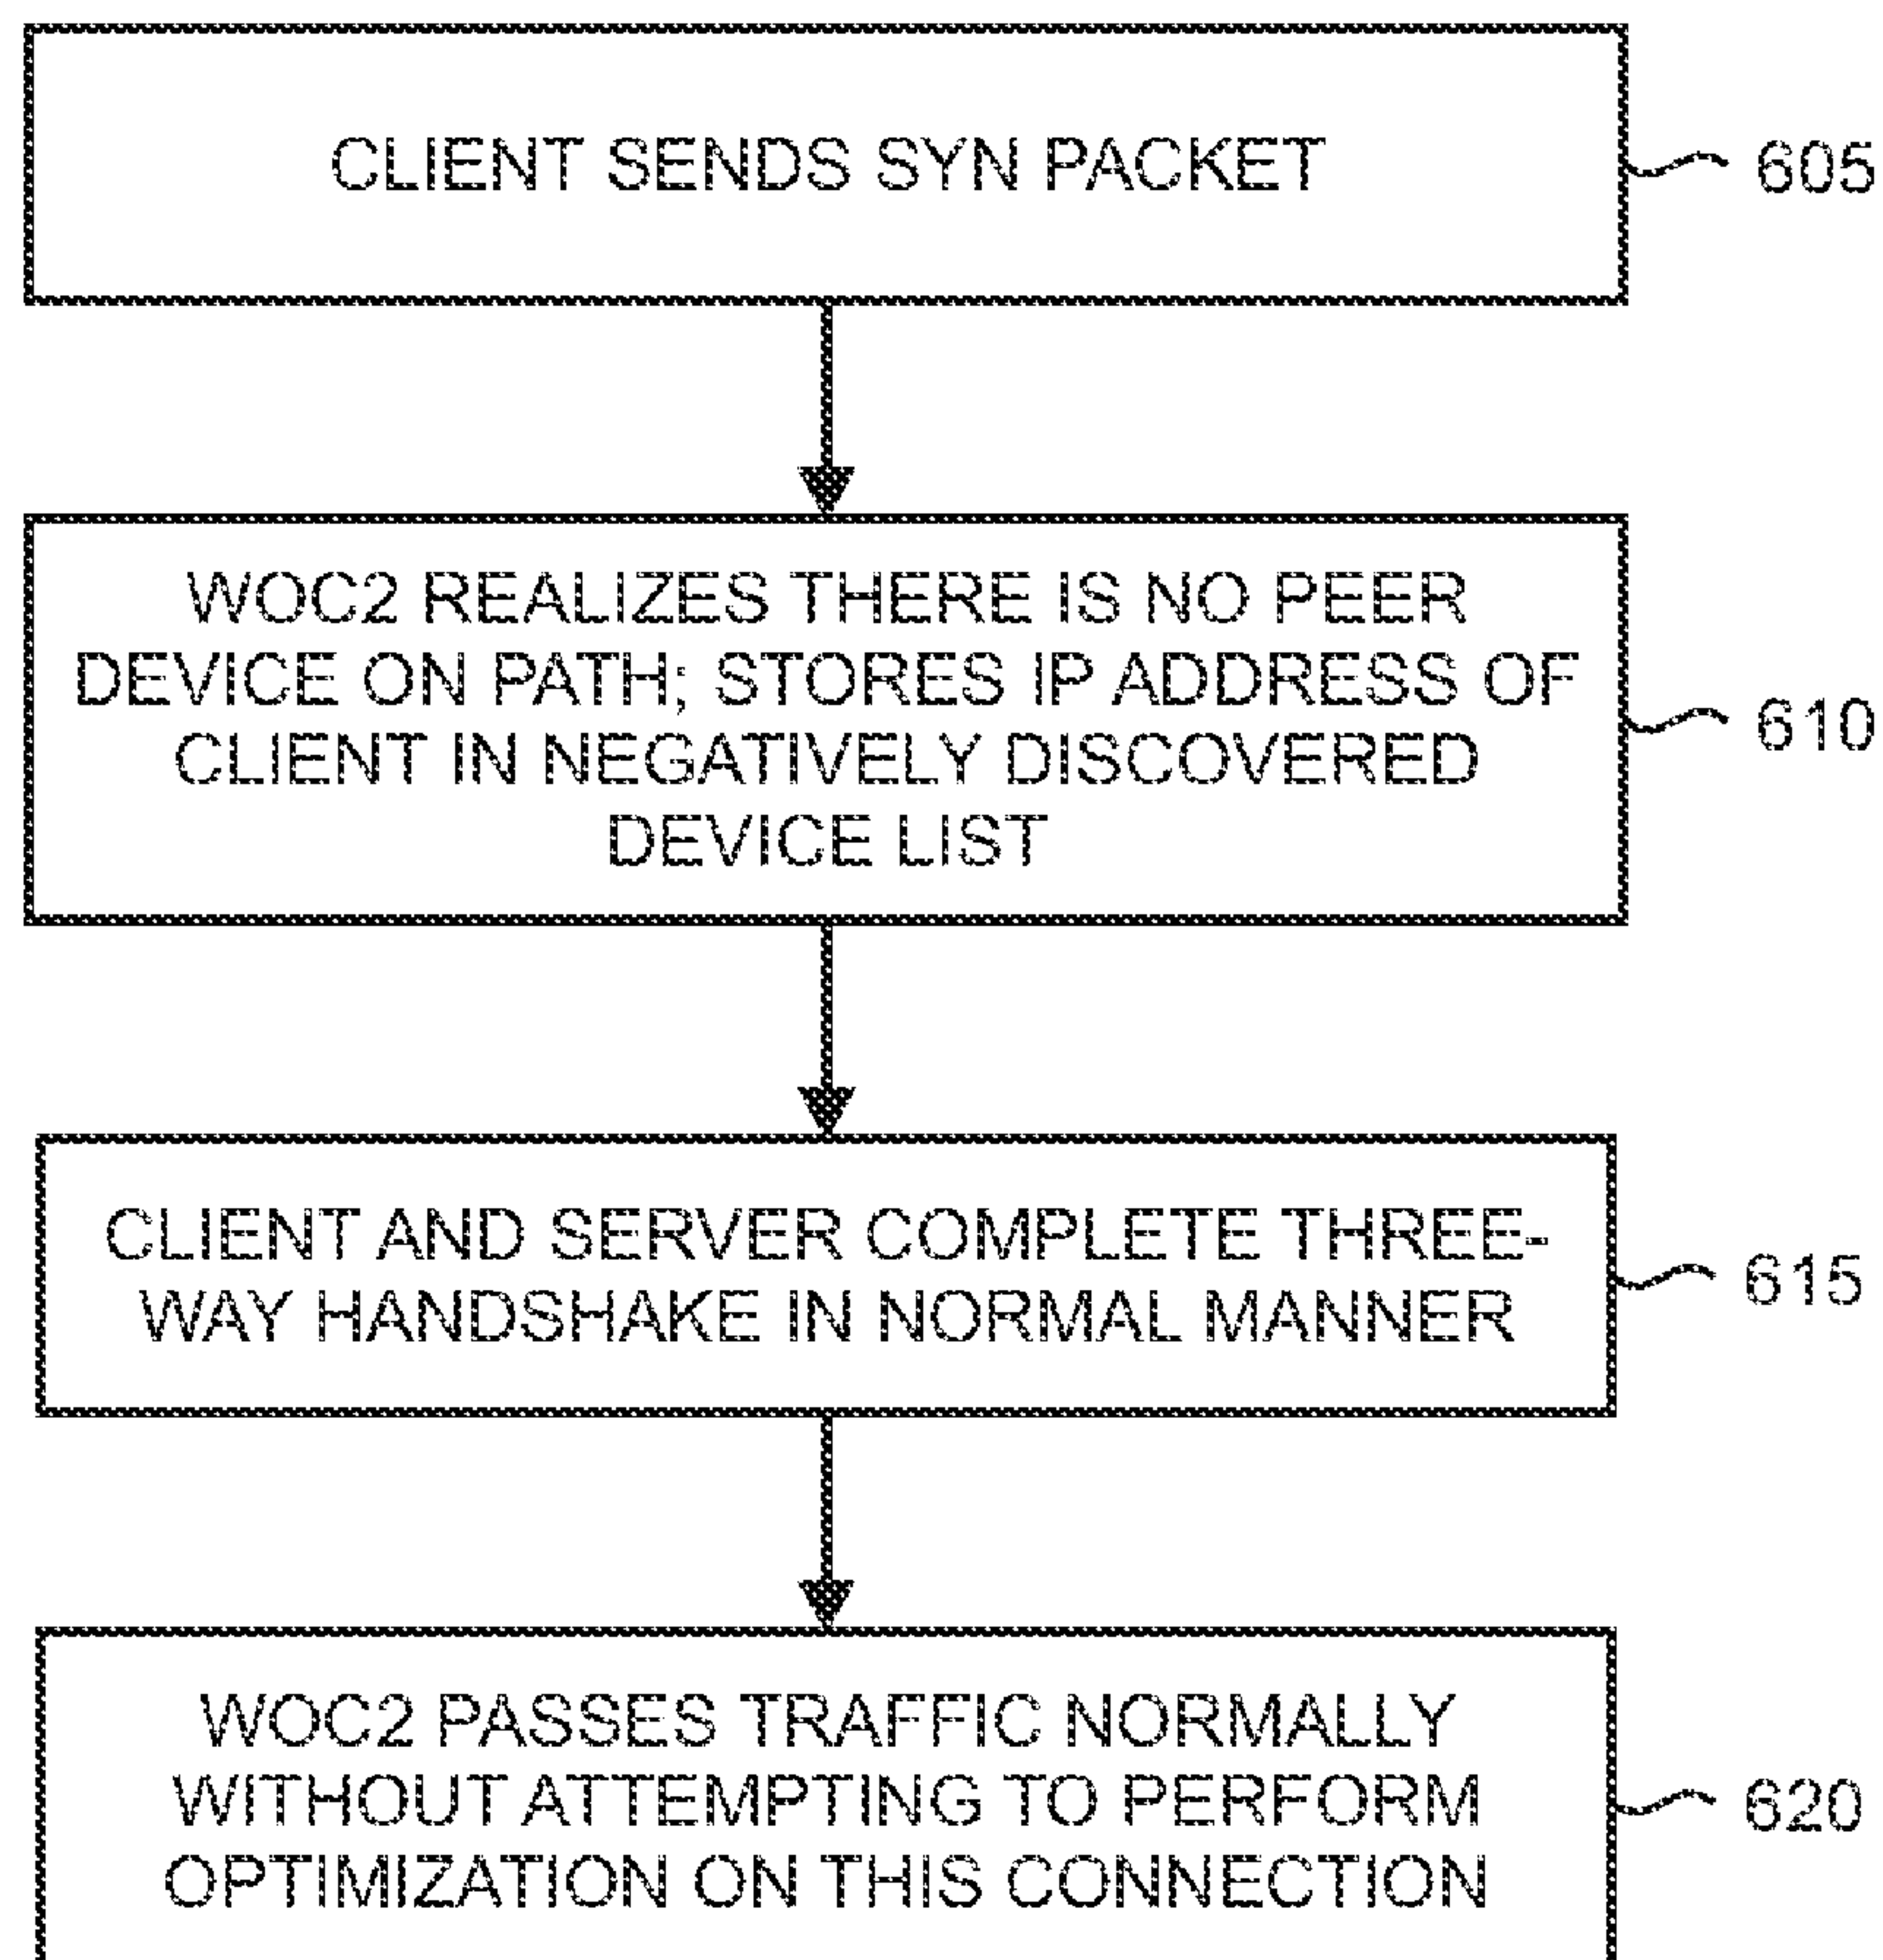 CLIENT SENDS SYN PACKET
605
WOC2 REALIZES THERE IS NO PEER
DEVICE ON PATH; STORES IP ADDRESS OF
CLIENT IN NEGATIVELY DISCOVERED
DEVICE LIST
610
CLIENT AND SERVER COMPLETE THREE-
WAY HANDSHAKE IN NORMAL MANNER
615
WOC2 PASSES TRAFFIC NORMALLY
WITHOUT ATTEMPTING TO PERFORM
OPTIMIZATION ON THIS CONNECTION
620